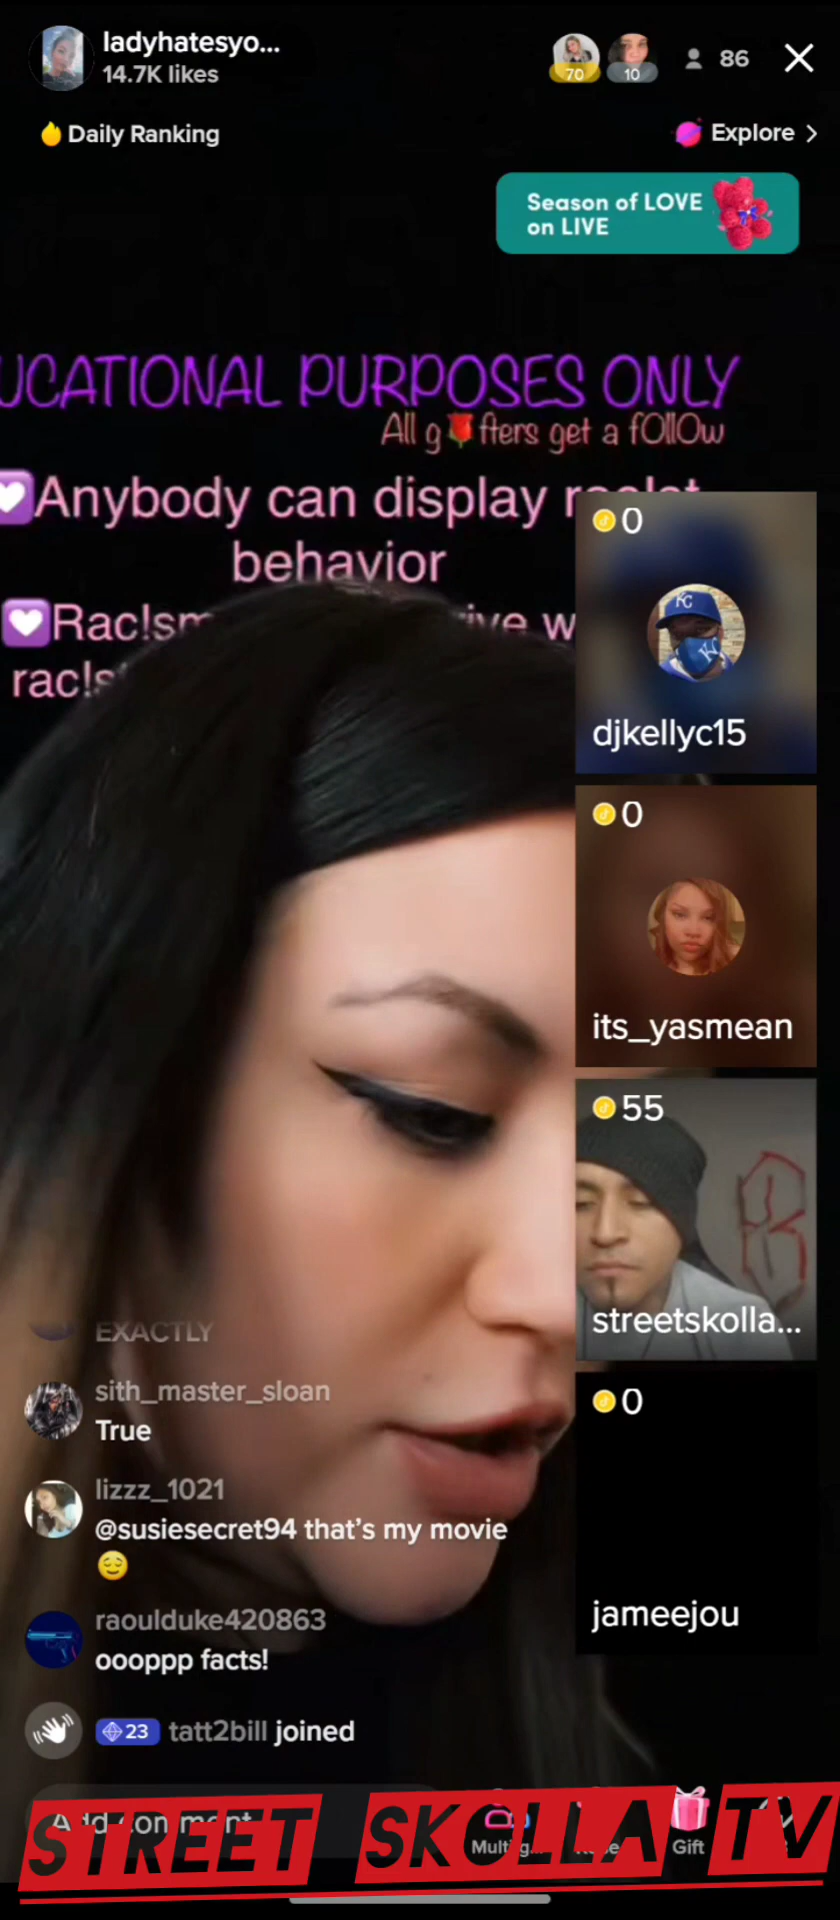 ladyhatesyo...
14.7K likes
70
10
86
Daily Ranking
Explore >
Season of LOVE
on LIVE
UCATIONAL PURPOSES ONLY
All g🌹fters get a fOllOw
💟Anybody can display
behavior
💟Rac!sm
0
djkellyc15
0
its_yasmean
55
streetskolla...
0
jameejou
EXACTLY
sith_master_sloan
True
lizzz_1021
@susiesecret94 that's my movie
😌
raoulduke420863
oooppp facts!
23 tatt2bill joined
Add comment...
Gift
STREET SKOLLA TV